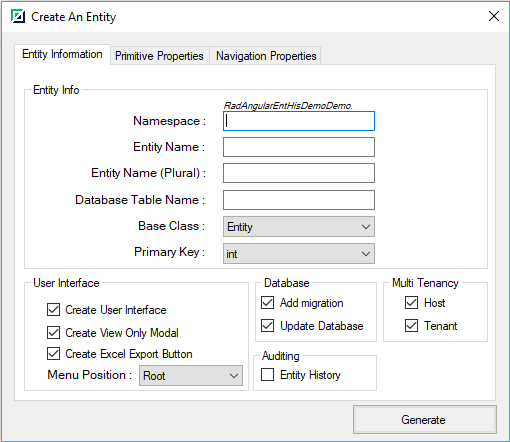 Create An Entity
Entity Information Primitive Properties Navigation Properties
Entity Info
RadAngularEntHisDemoDemo.
Namespace :
Entity Name :
Entity Name (Plural) :
Database Table Name :
Base Class : Entity
Primary Key : int
User Interface
Create User Interface
Create View Only Modal
Create Excel Export Button
Menu Position : Root
Database
Add migration
Update Database
Multi Tenancy
Host
Tenant
Auditing
Entity History
Generate